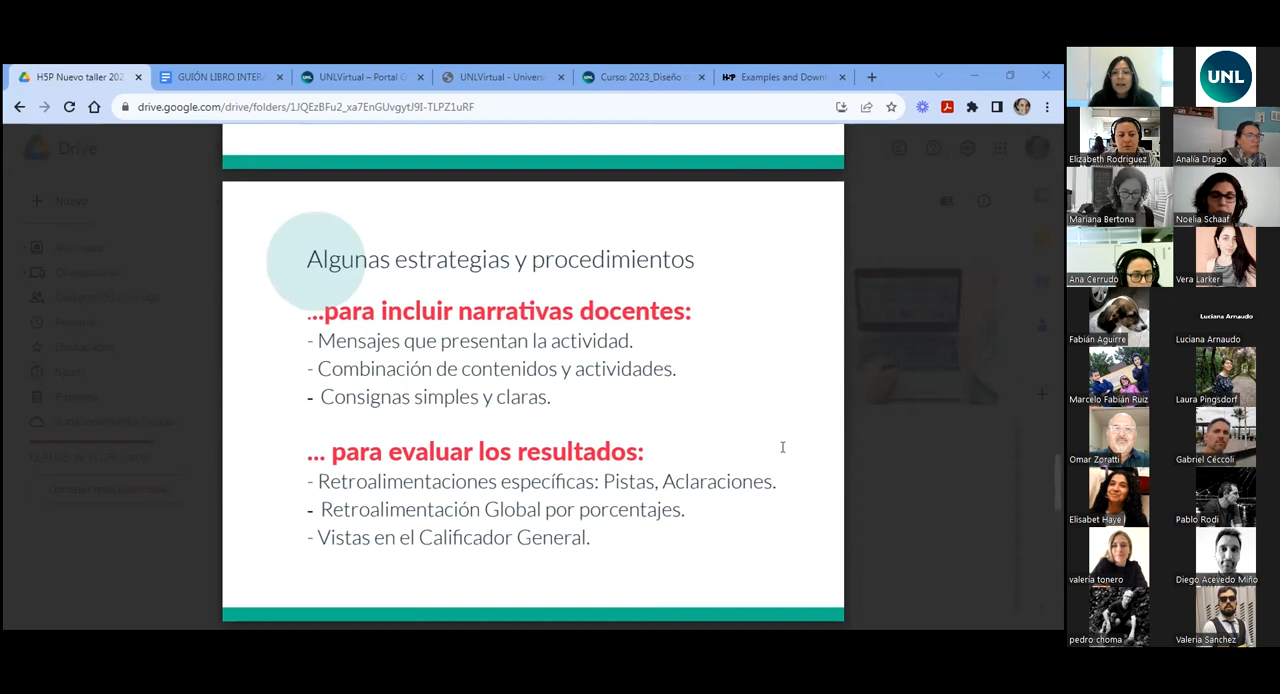 H5P Nuevo taller 202
GUIÓN LIBRO INTERA
UNLVirtual – Portal
UNLVirtual - Univers
Curso: 2023_Diseño
H-P
Examples and Down
drive.google.com/drive/folders/1JQEzBFu2_xa7EnGUvgytJ9I-TLPZ1uRF
Drive
Nuevo
Algunas estrategias y procedimientos
...para incluir narrativas docentes:
- Mensajes que presentan la actividad.
- Combinación de contenidos y actividades.
- Consignas simples y claras.
... para evaluar los resultados:
- Retroalimentaciones específicas: Pistas, Aclaraciones.
- Retroalimentación Global por porcentajes.
- Vistas en el Calificador General.
UNL
Elizabeth Rodriguez
Analía Drago
Mariana Bertona
Noelia Schaaf
Ana Cerrudo
Vera Larker
Fabián Aguirre
Luciana Arnaudo
Luciana Arnaudo
Marcelo Fabián Ruiz
Laura Pingsdorf
Omar Zoratti
Gabriel Céccoli
Elisabet Haye
Pablo Rodi
valeria tonero
Diego Acevedo Miño
pedro choma
Valeria Sanchez